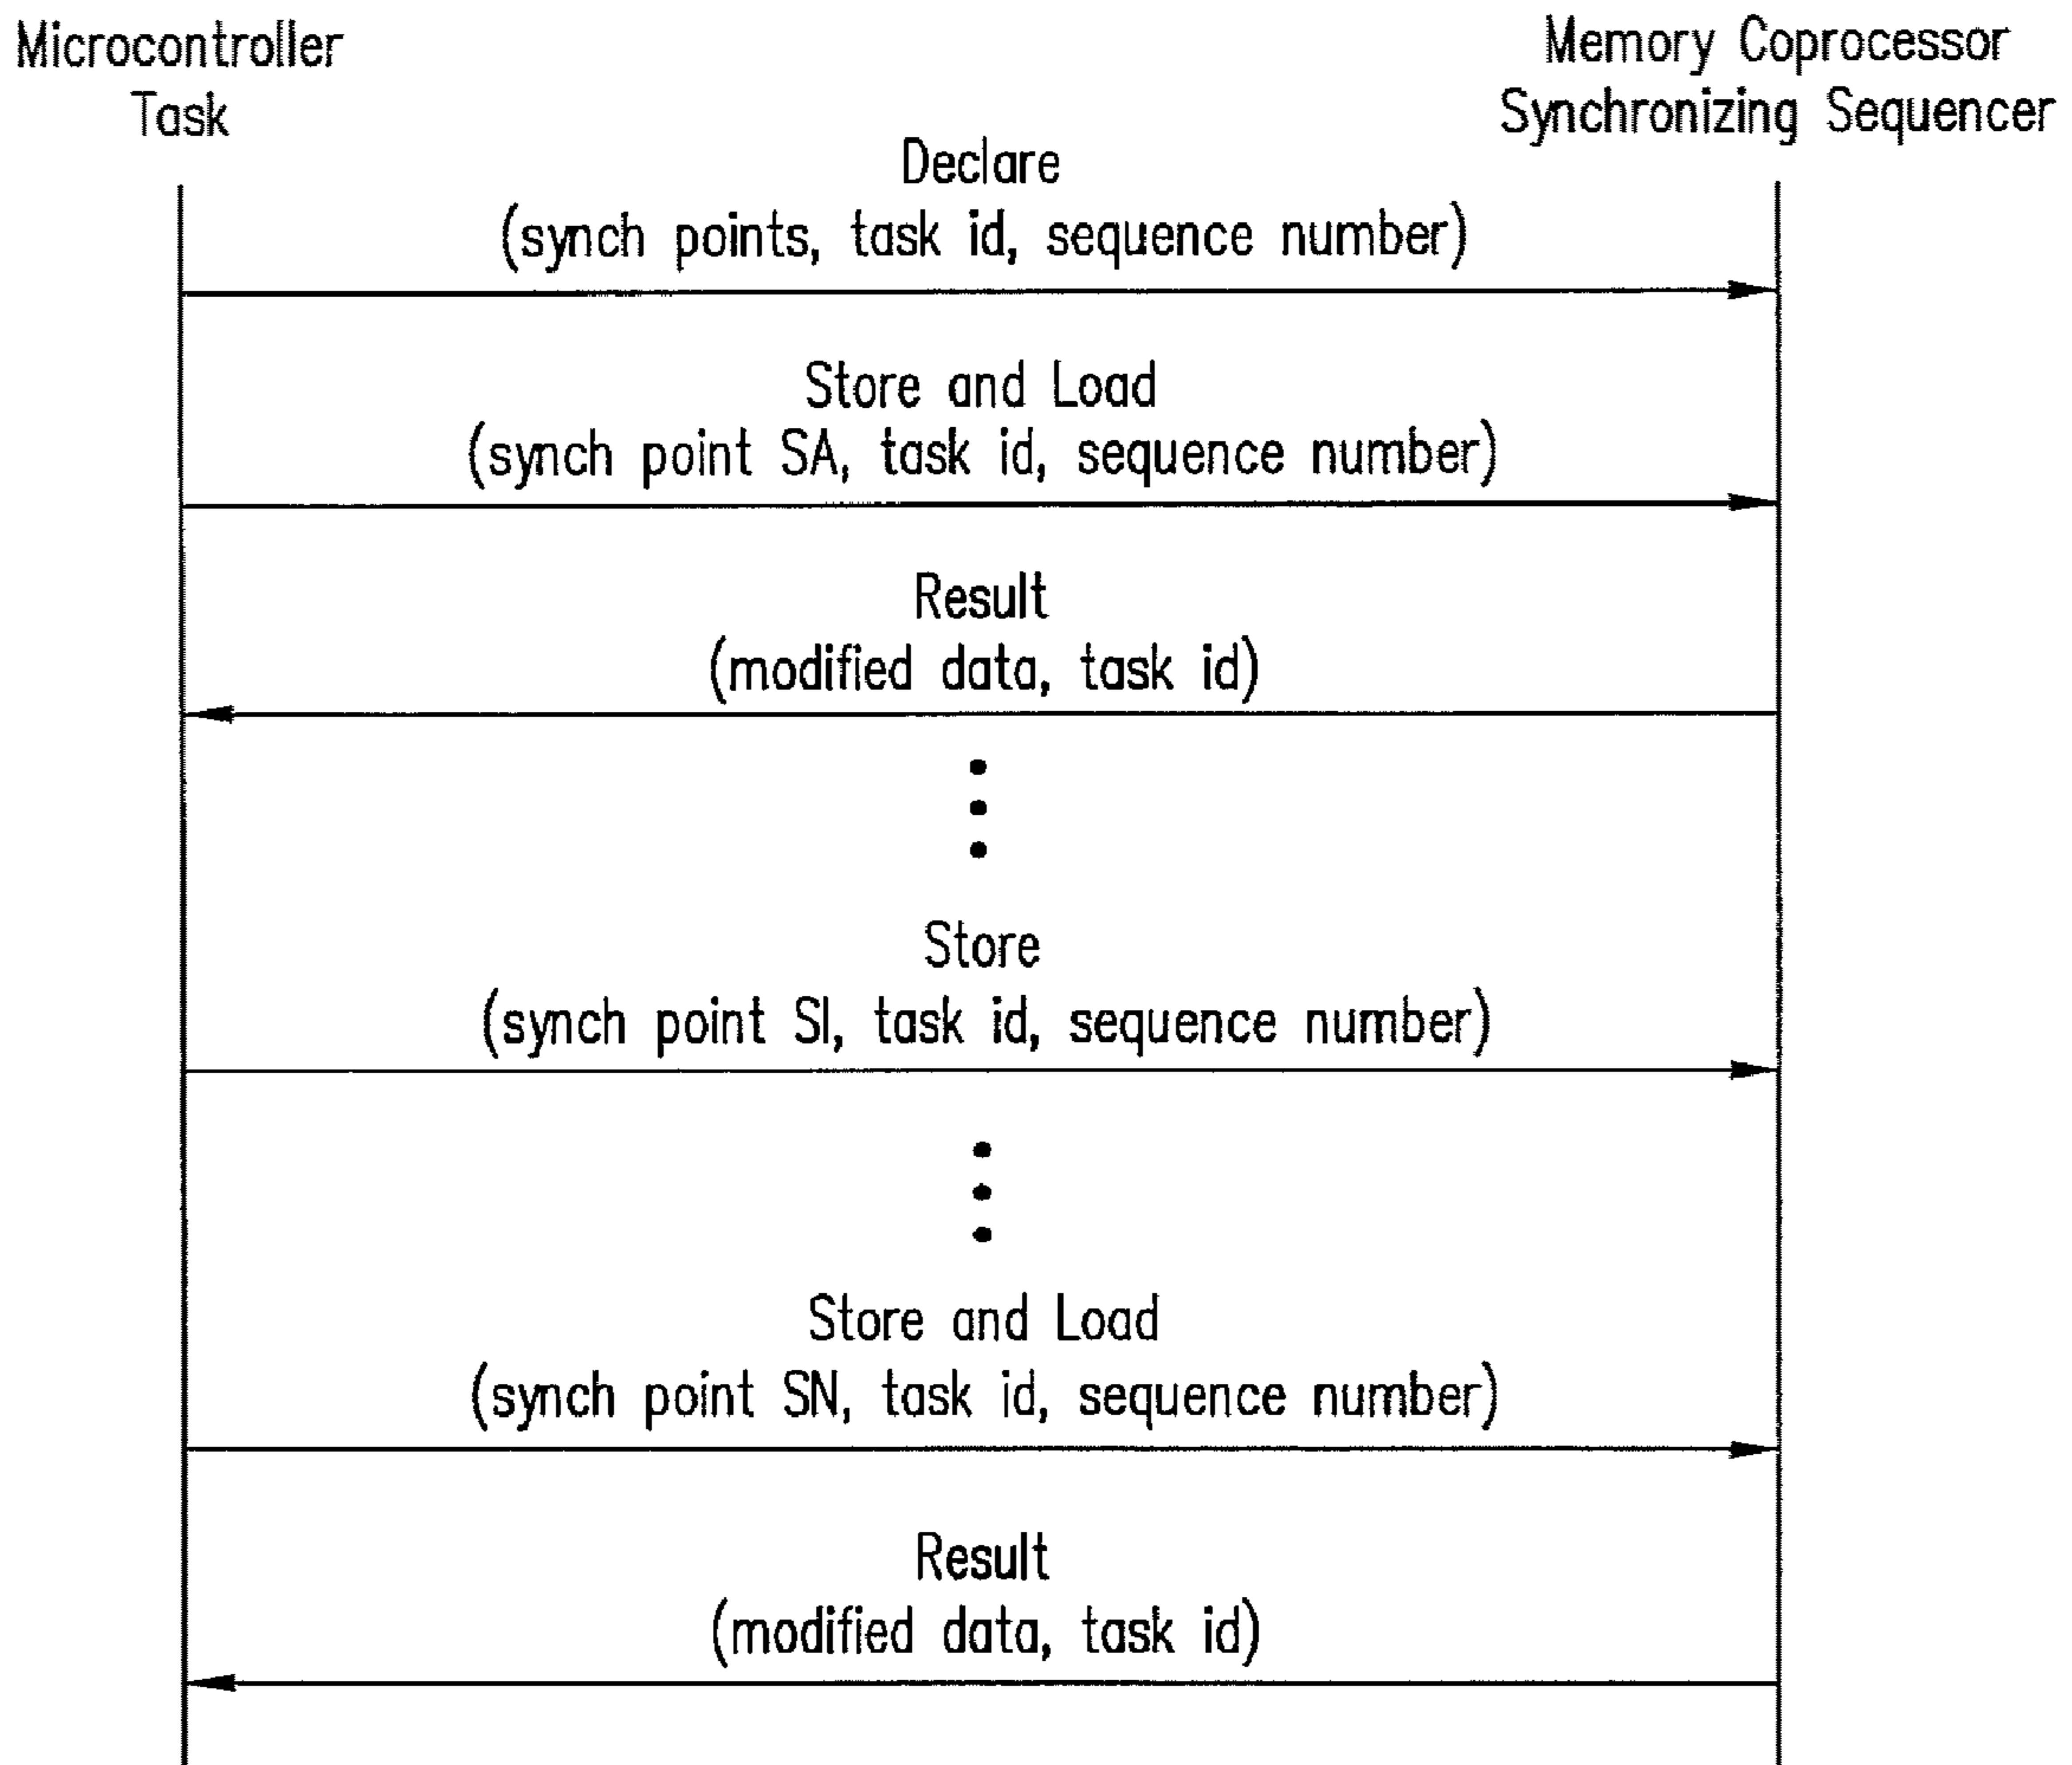 Microcontroller
Task
Memory Coprocessor
Synchronizing Sequencer
Declare
(synch points, task id, sequence number)
Store and Load
(synch point SA, task id, sequence number)
Result
(modified data, task id)
Store
(synch point SI, task id, sequence number)
Store and Load
(synch point SN, task id, sequence number)
Result
(modified data, task id)